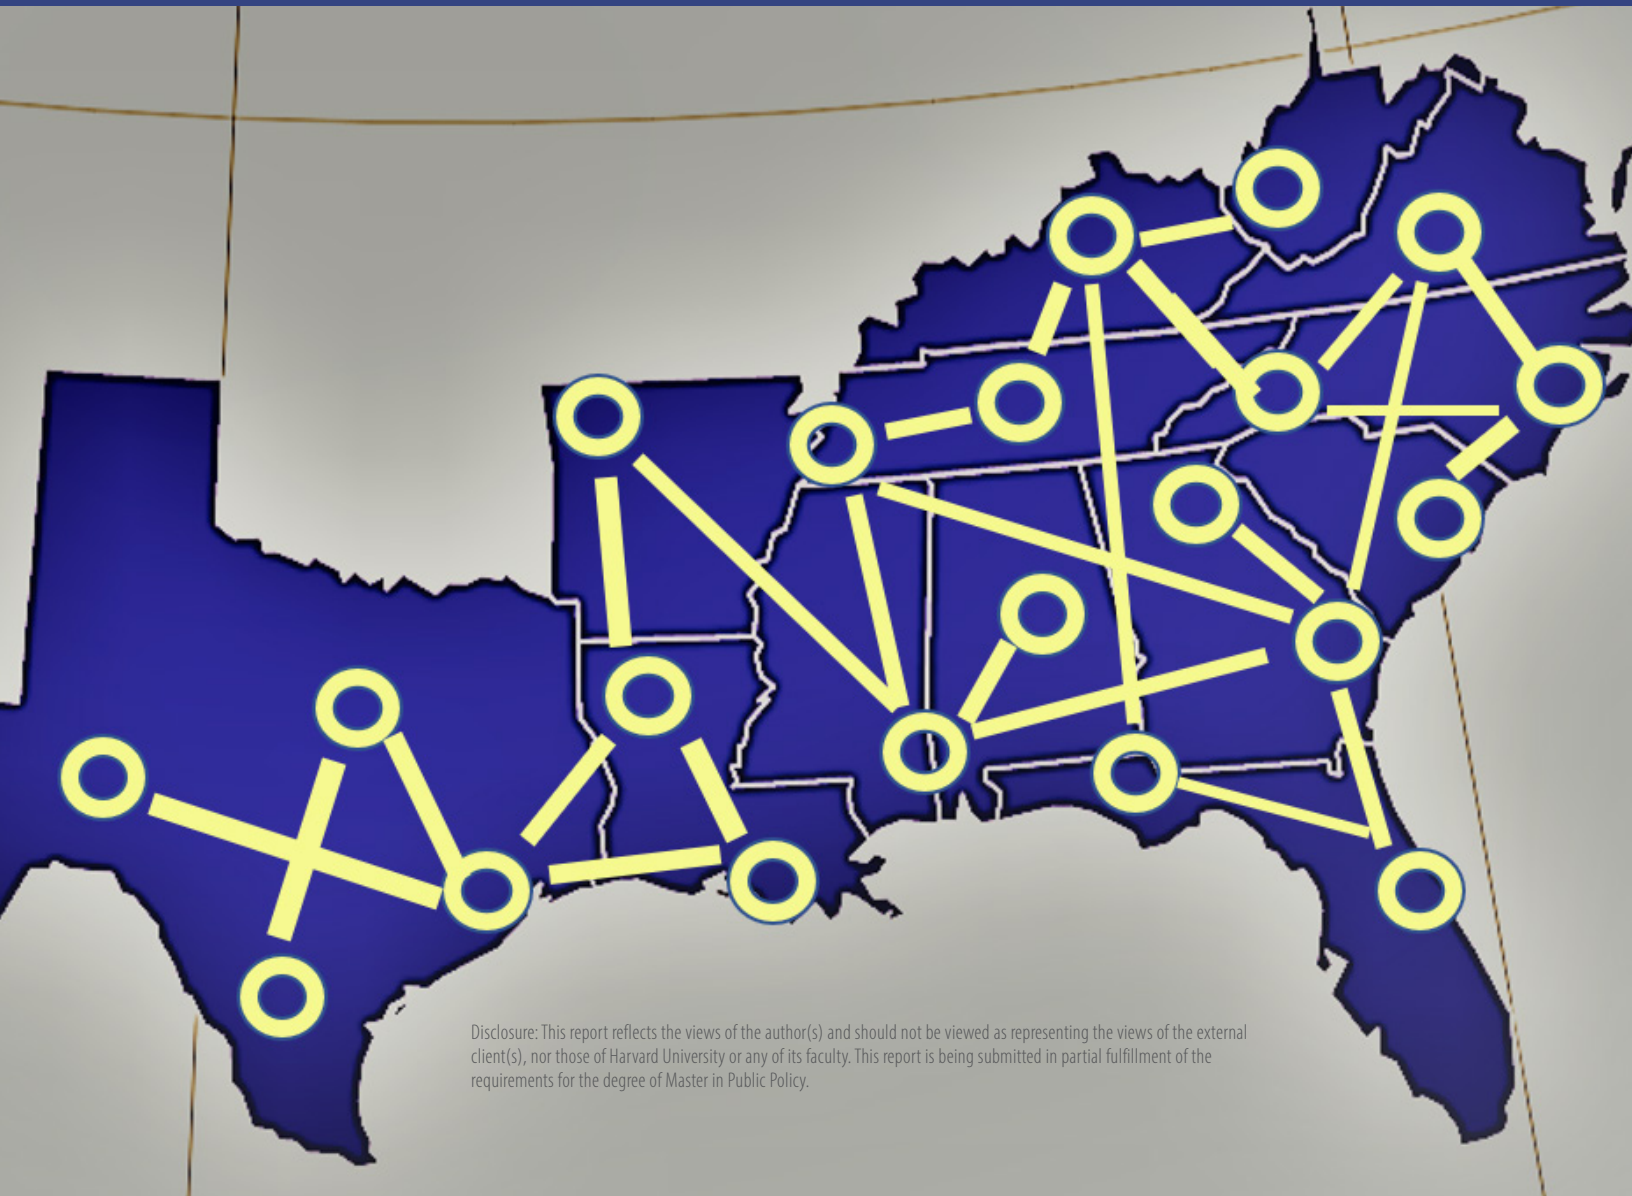 Disclosure: This report reflects the views of the author(s) and should not be viewed as representing the views of the external
client(s), nor those of Harvard University or any of its faculty. This report is being submitted in partial fulfillment of the
requirements for the degree of Master in Public Policy.